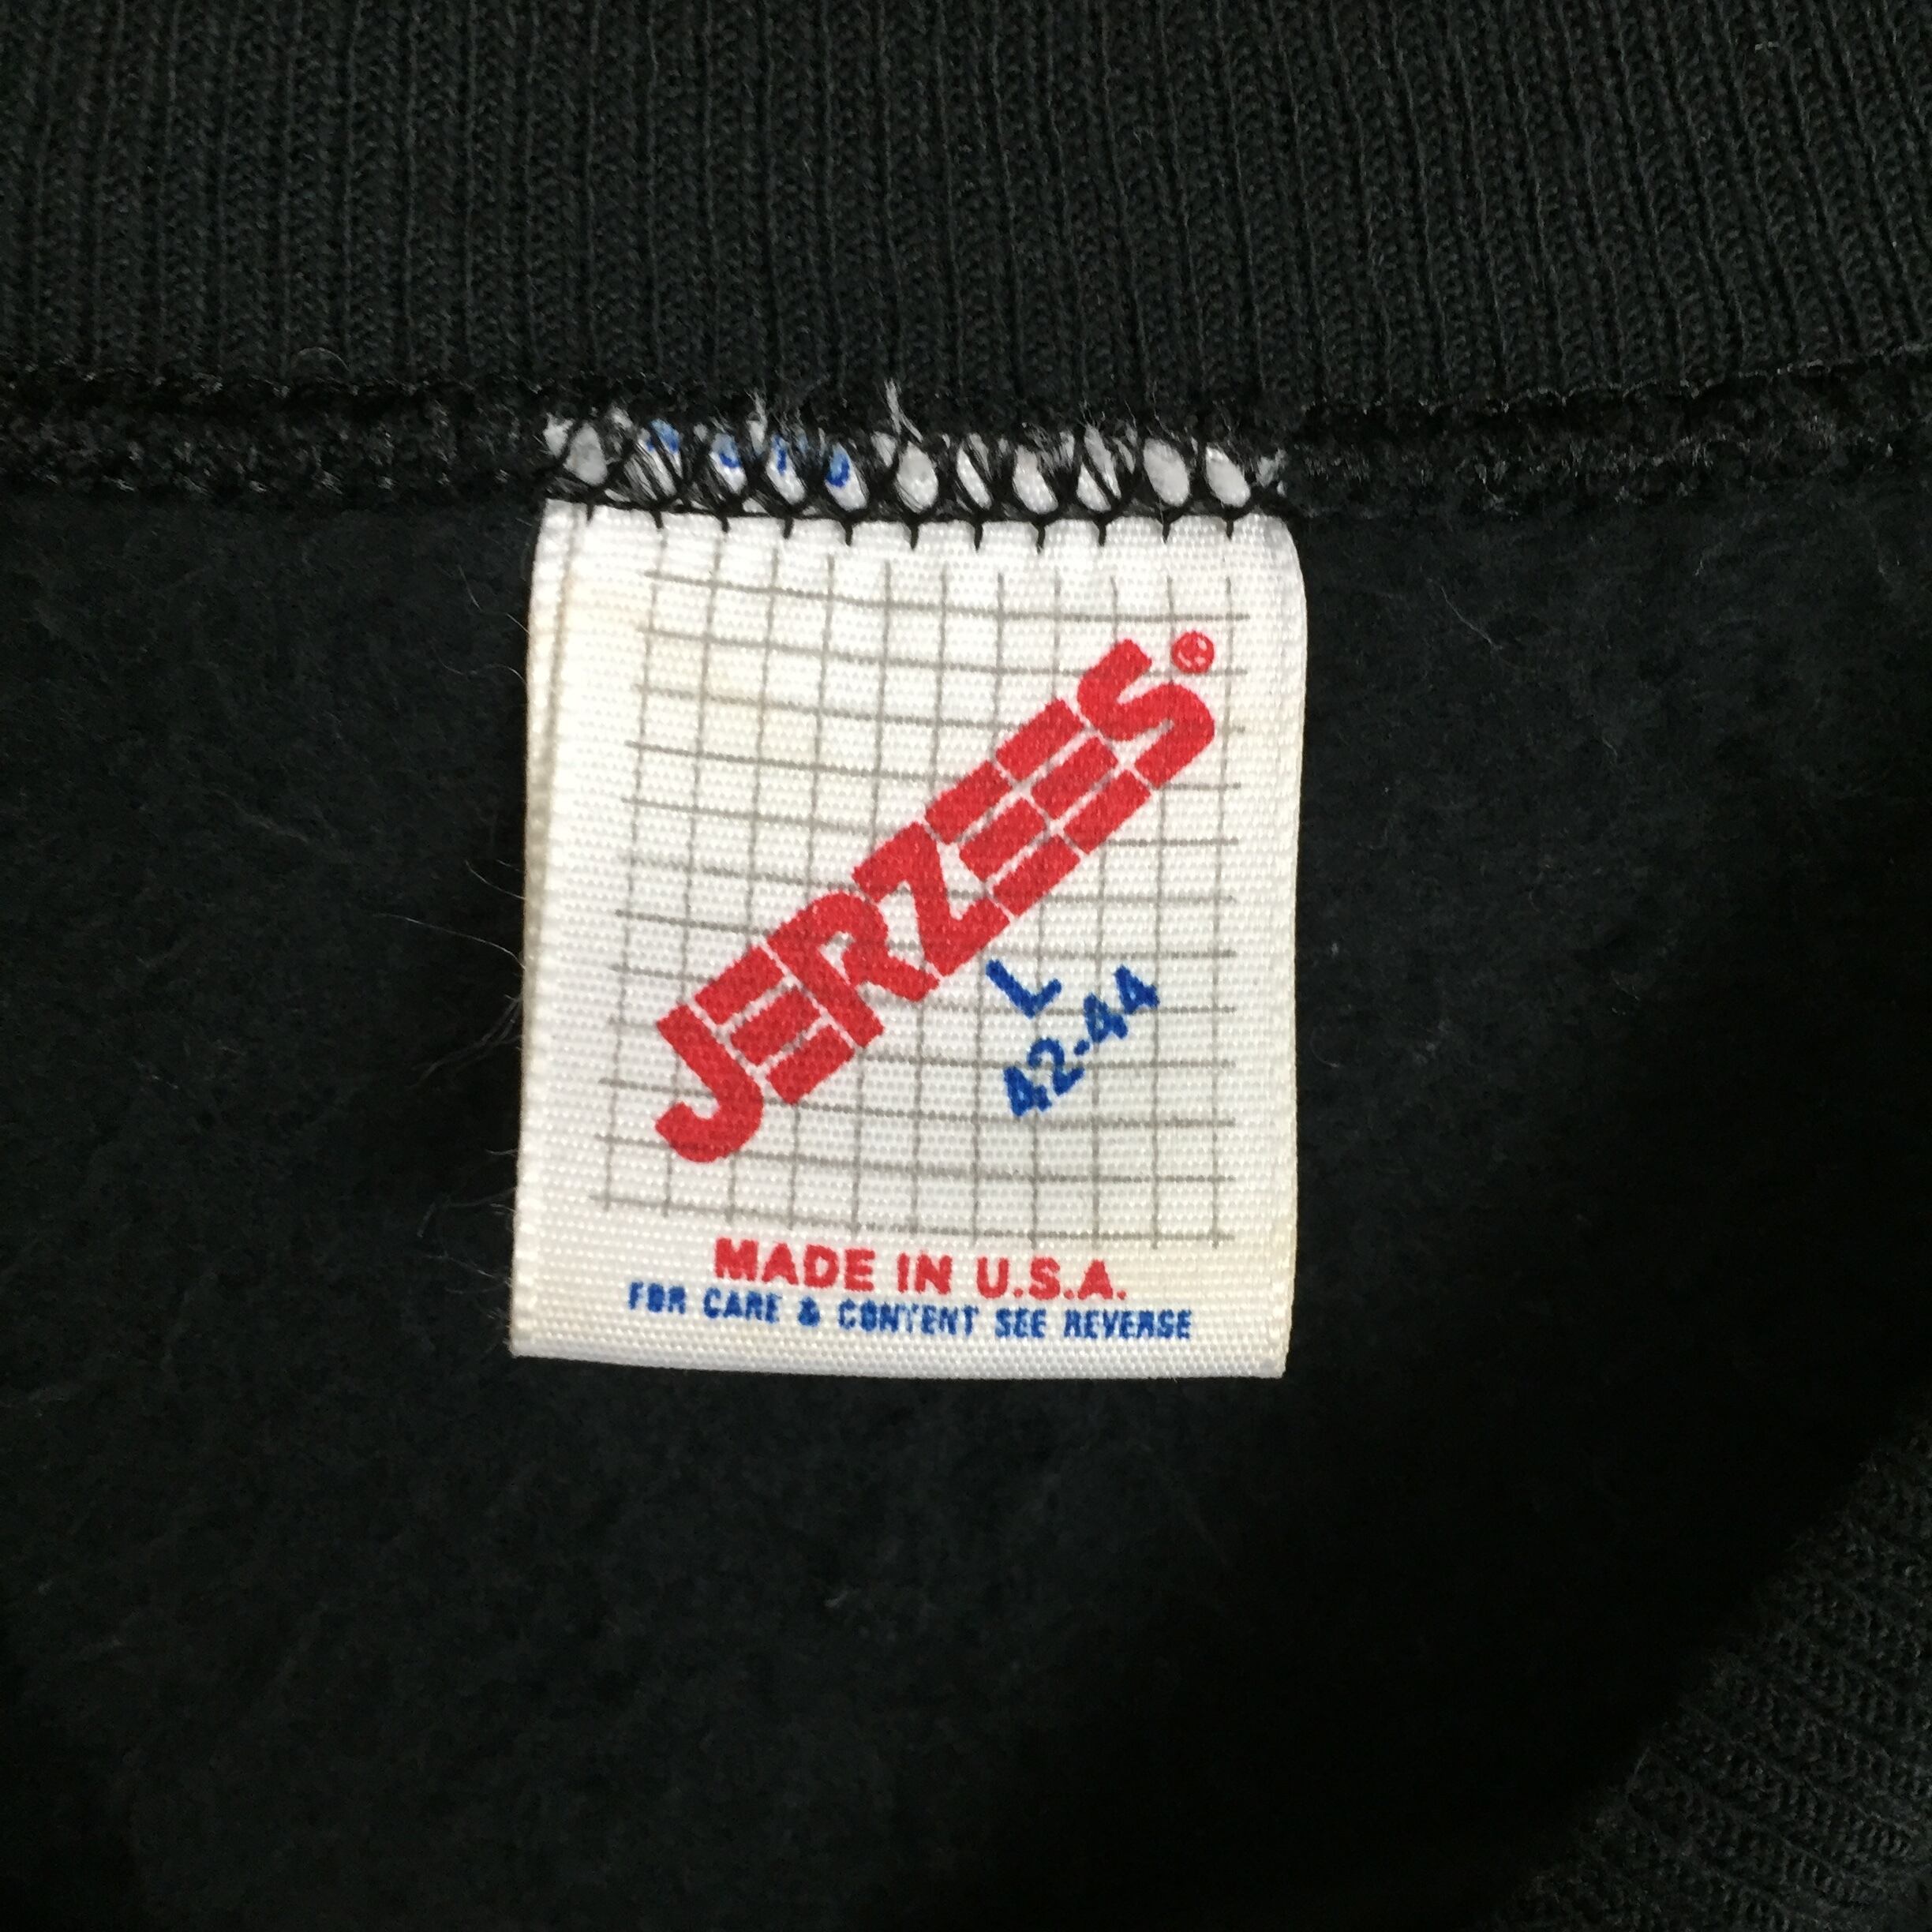 JERZEES®
L
42-44
MADE IN U.S.A.
FOR CARE & CONTENT SEE REVERSE